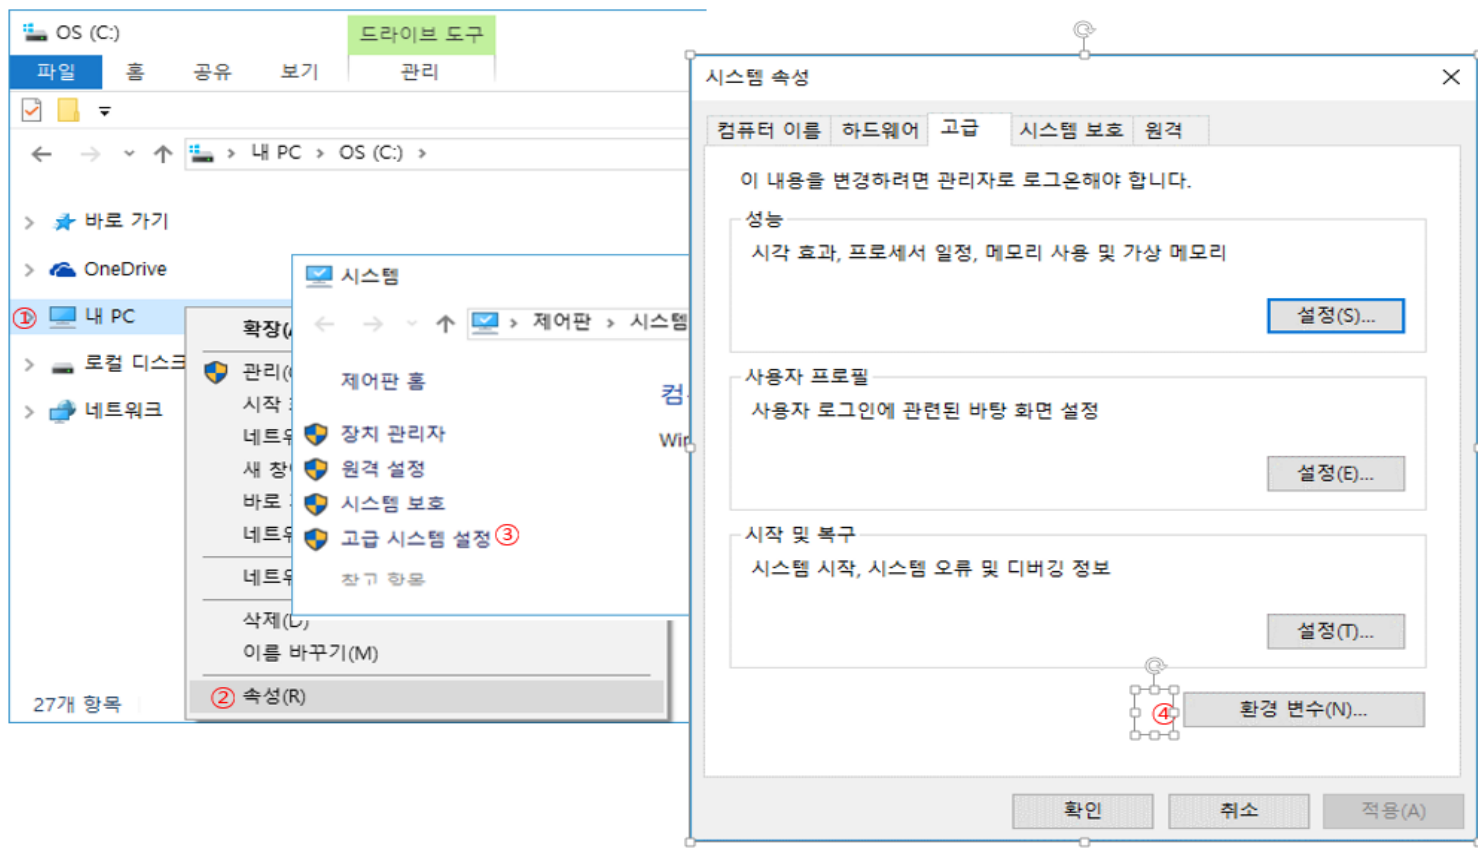 OS (C:)
드라이브 도구
파일 홈 공유 보기 관리
내 PC > OS (C:) >
바로 가기
OneDrive
① 내 PC
로컬 디스크
네트워크
27개 항목
확장(
관리(
시작
네트워
새 창
바로
네트워
네트워
삭제(D)
이름 바꾸기(M)
② 속성(R)
시스템
제어판 > 시스템
제어판 홈
장치 관리자
원격 설정
시스템 보호
고급 시스템 설정 ③
참고 항목
컴
Win
시스템 속성
컴퓨터 이름 하드웨어 고급 시스템 보호 원격
이 내용을 변경하려면 관리자로 로그온해야 합니다.
성능
시각 효과, 프로세서 일정, 메모리 사용 및 가상 메모리
설정(S)...
사용자 프로필
사용자 로그인에 관련된 바탕 화면 설정
설정(E)...
시작 및 복구
시스템 시작, 시스템 오류 및 디버깅 정보
설정(T)...
④ 환경 변수(N)...
확인 취소 적용(A)